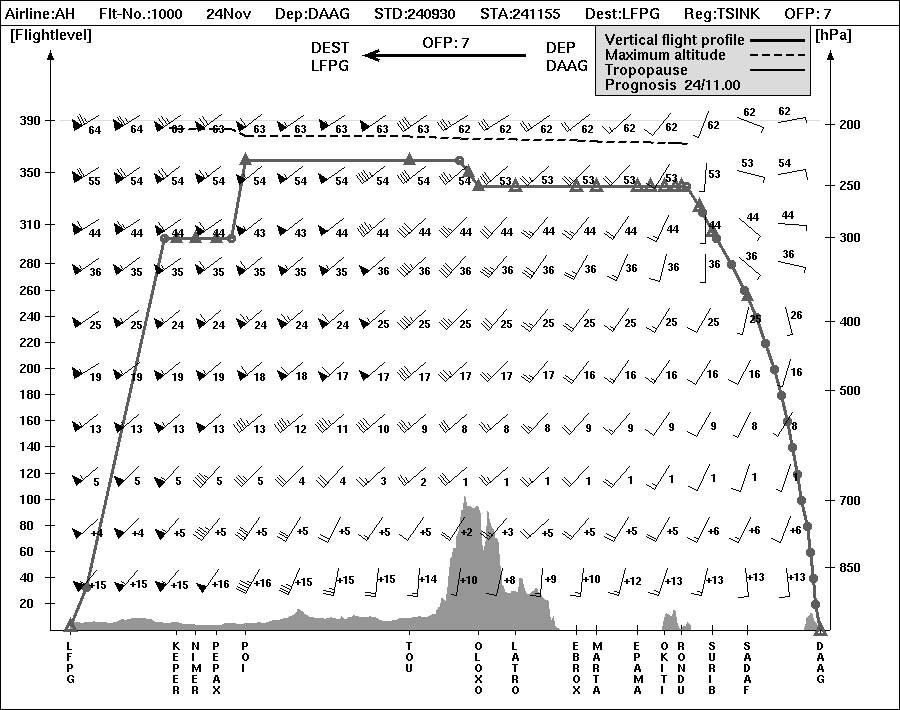 Airline:AH Flt-No.:1000 24Nov Dep:DAAG STD:240930 STA:241155 Dest:LFPG Reg:TSINK OFP: 7
[Flightlevel] DEST LFPG OFP: 7 DEP DAAG [hPa]
Vertical flight profile
Maximum altitude
Tropopause
Prognosis 24/11.00
390 64 64 63 63 63 63 63 63 63 62 62 62 62 62 62 62 62 200
350 55 54 54 54 54 54 54 54 54 54 54 53 53 53 53 53 53 54 250
310 44 44 44 44 43 43 44 44 44 44 44 44 44 44 44 44 44 300
280 36 35 35 35 35 35 35 36 36 36 36 36 36 36 36 36 36
260
240 25 25 24 24 24 24 24 25 25 25 25 25 25 25 25 25 26 400
220
200 19 19 19 19 18 18 17 17 17 17 17 16 16 16 16 16 16 500
180
160 13 13 13 13 13 12 11 10 9 8 8 8 9 9 9 9 8 8
140
120 5 5 5 5 5 4 4 3 2 1 1 1 1 1 1 1 1
100 700
80 +4 +4 +5 +5 +5 +5 +5 +5 +5 +2 +3 +5 +5 +5 +5 +6 +6 +6
60
40 +15 +15 +15 +16 +16 +15 +15 +15 +14 +10 +8 +9 +10 +12 +13 +13 +13 +13 850
20
LFPG KEPER NIMER PEPAX POI TOU OLOXO LATRO EBROX MARTA EPAMA OKITI RONDU SURIB SADAF DAAG